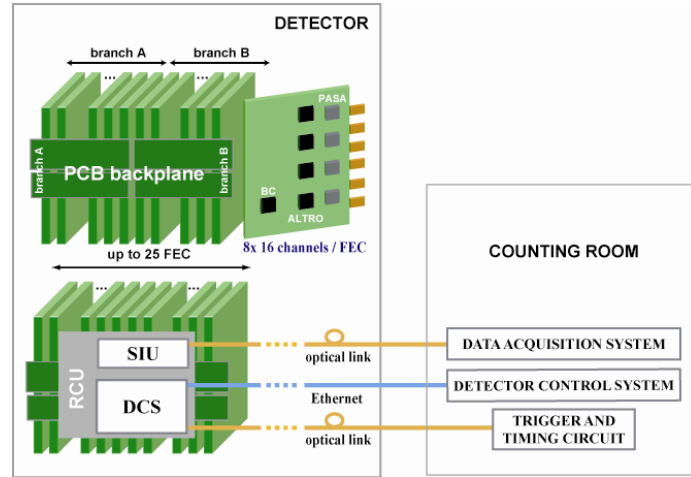 DETECTOR
branch A
branch B
...
...
PASA
branch A
PCB backplane
branch B
BC
ALTRO
8x 16 channels / FEC
up to 25 FEC
COUNTING ROOM
...
...
RCU
SIU
optical link
DATA ACQUISITION SYSTEM
DCS
Ethernet
DETECTOR CONTROL SYSTEM
optical link
TRIGGER AND
TIMING CIRCUIT